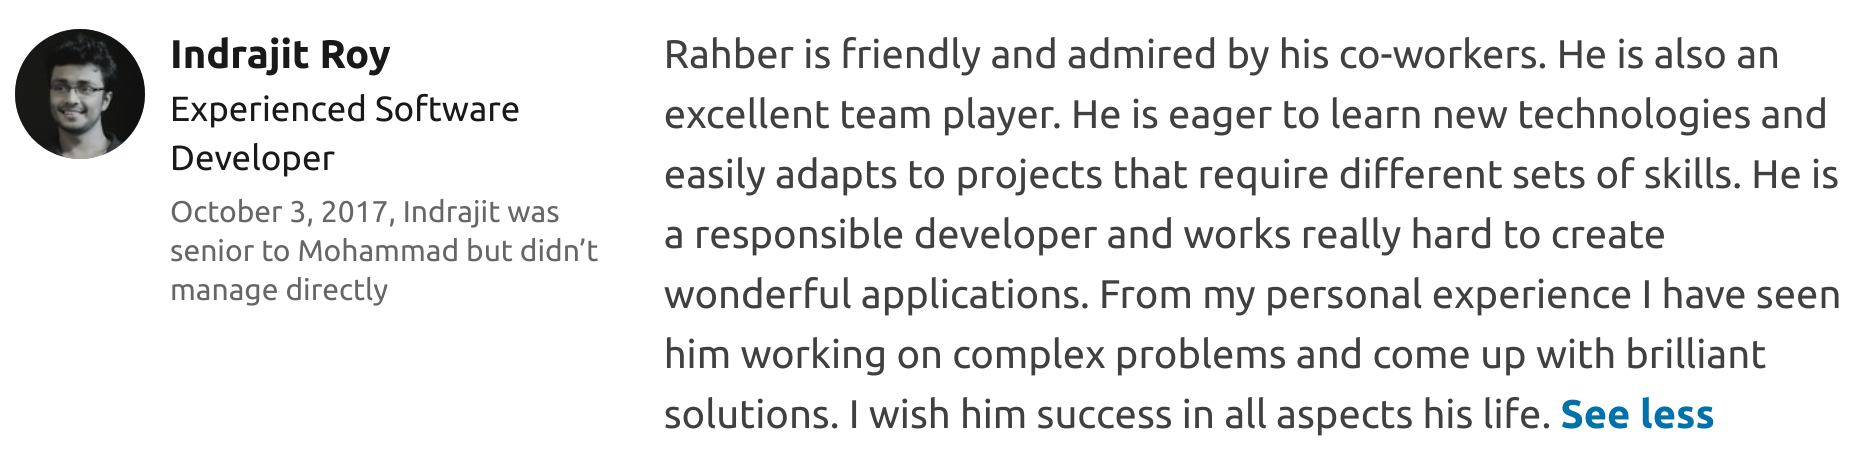 Indrajit Roy
Experienced Software
Developer
October 3, 2017, Indrajit was
senior to Mohammad but didn’t
manage directly
Rahber is friendly and admired by his co-workers. He is also an
excellent team player. He is eager to learn new technologies and
easily adapts to projects that require different sets of skills. He is
a responsible developer and works really hard to create
wonderful applications. From my personal experience I have seen
him working on complex problems and come up with brilliant
solutions. I wish him success in all aspects his life. See less